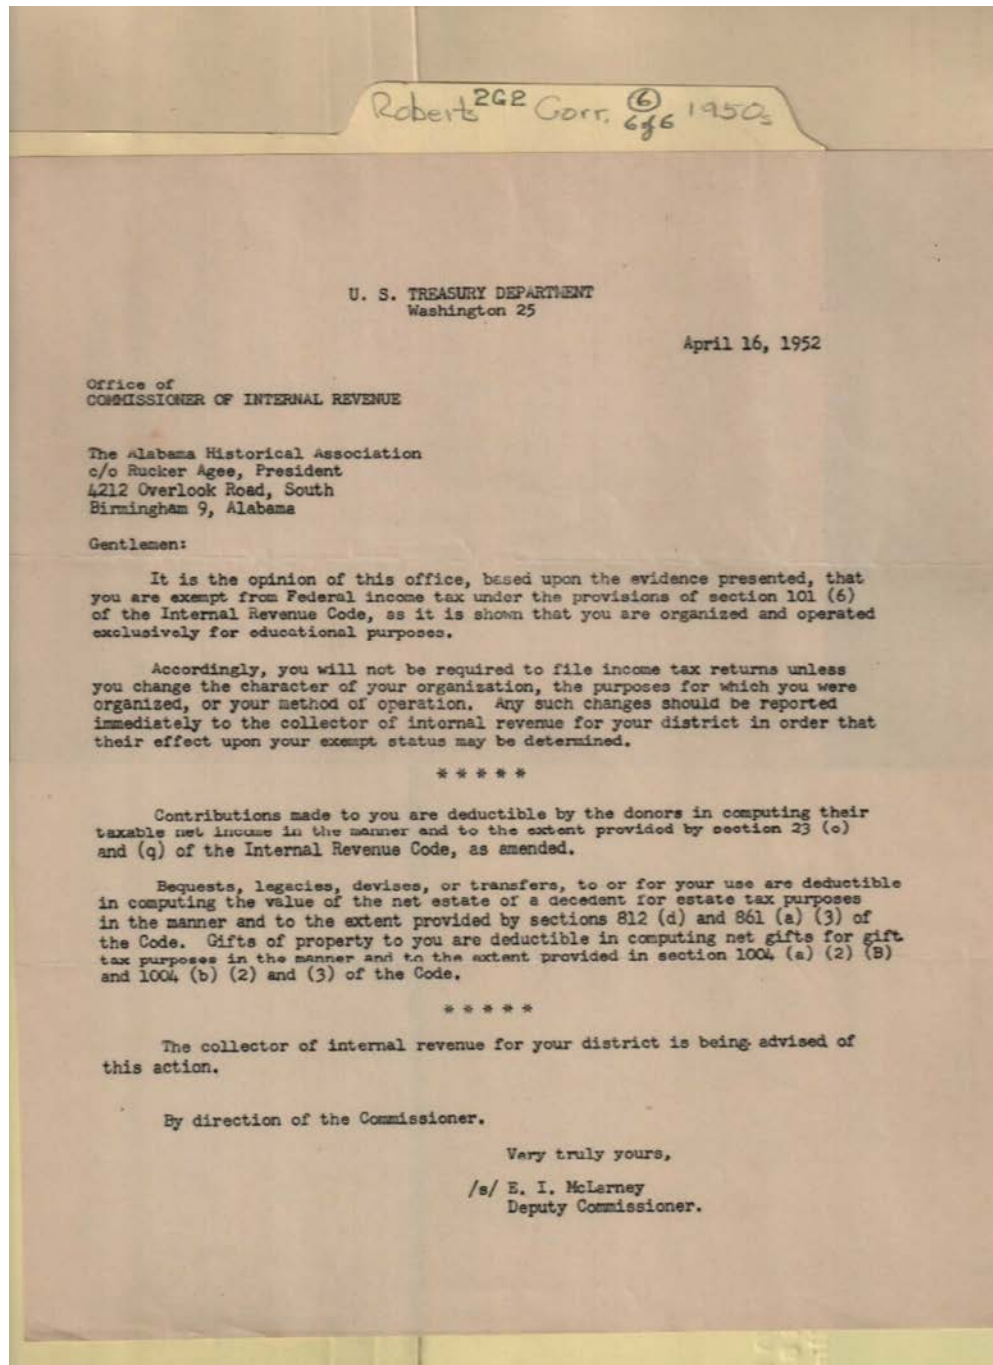 Roberts 2G2 Corr. 6 1950s
6 of 6
U. S. TREASURY DEPARTMENT
Washington 25
April 16, 1952
Office of
COMMISSIONER OF INTERNAL REVENUE
The Alabama Historical Association
c/o Rucker Agee, President
4212 Overlook Road, South
Birmingham 9, Alabama
Gentlemen:
It is the opinion of this office, based upon the evidence presented, that
you are exempt from Federal income tax under the provisions of section 101 (6)
of the Internal Revenue Code, as it is shown that you are organized and operated
exclusively for educational purposes.
Accordingly, you will not be required to file income tax returns unless
you change the character of your organization, the purposes for which you were
organized, or your method of operation. Any such changes should be reported
immediately to the collector of internal revenue for your district in order that
their effect upon your exempt status may be determined.
* * * * *
Contributions made to you are deductible by the donors in computing their
taxable net income in the manner and to the extent provided by section 23 (o)
and (q) of the Internal Revenue Code, as amended.
Bequests, legacies, devises, or transfers, to or for your use are deductible
in computing the value of the net estate of a decedent for estate tax purposes
in the manner and to the extent provided by sections 812 (d) and 861 (a) (3) of
the Code. Gifts of property to you are deductible in computing net gifts for gift
tax purposes in the manner and to the extent provided in section 1004 (a) (2) (B)
and 1004 (b) (2) and (3) of the Code.
* * * * *
The collector of internal revenue for your district is being advised of
this action.
By direction of the Commissioner.
Very truly yours,
/s/ E. I. McLarney
Deputy Commissioner.